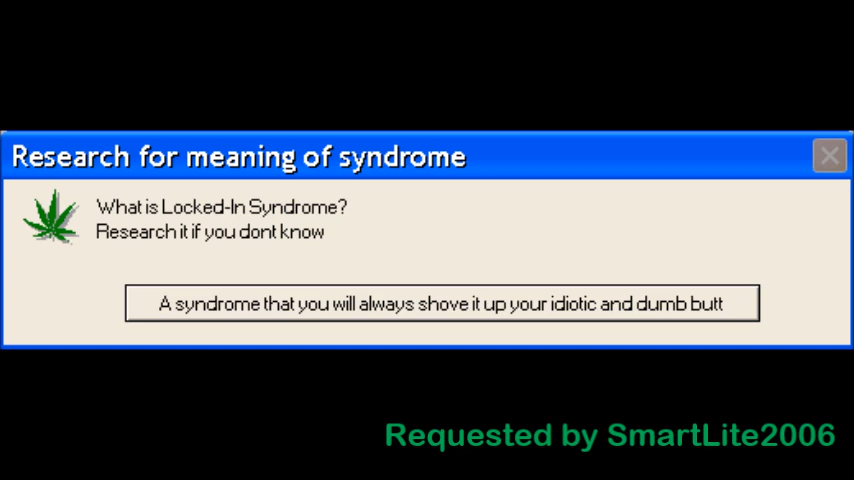 Research for meaning of syndrome
What is Locked-In Syndrome?
Research it if you dont know
A syndrome that you will always shove it up your idiotic and dumb butt
Requested by SmartLite2006